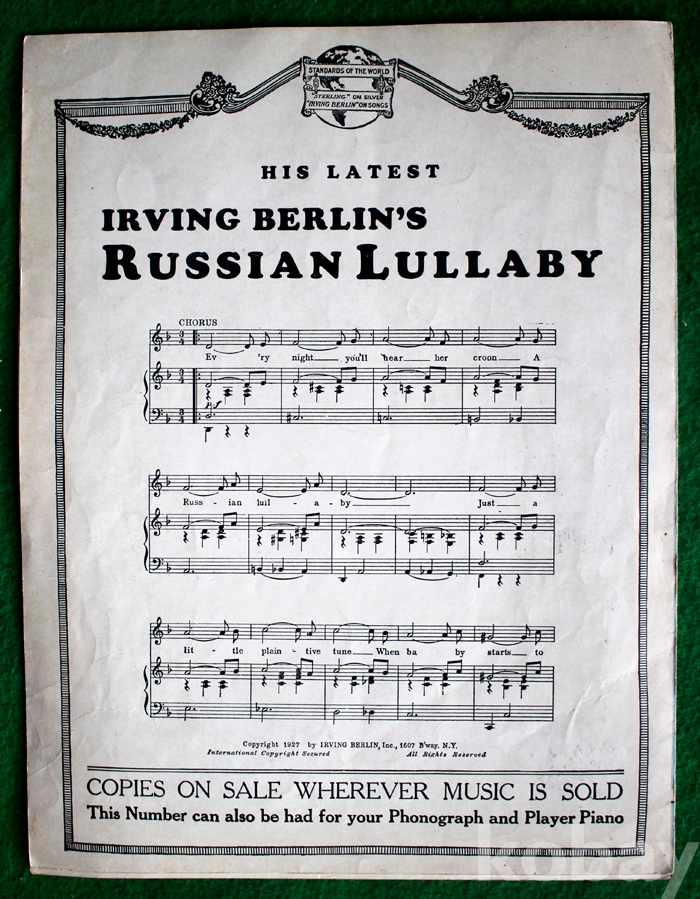 STANDARDS OF THE WORLD
"STERLING" ON SILVER
"IRVING BERLIN" ON SONGS
HIS LATEST
IRVING BERLIN'S
RUSSIAN LULLABY
CHORUS
Ev - 'ry night you'll hear her croon A
Russ - ian lull - a - by Just a
lit - tle plain - tive tune When ba by starts to
Copyright 1927 by IRVING BERLIN, Inc., 1607 B'way. N.Y.
International Copyright Secured All Rights Reserved
COPIES ON SALE WHEREVER MUSIC IS SOLD
This Number can also be had for your Phonograph and Player Piano
kobay